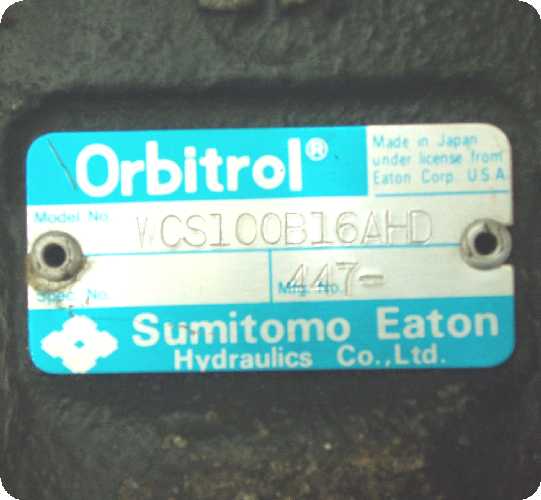 Orbitrol®
Made in Japan
under license from
Eaton Corp. U.S.A
Model No.
VCS100B16AHD
Spec. No.
Mfg. No.
447-
Sumitomo Eaton
Hydraulics Co.,Ltd.